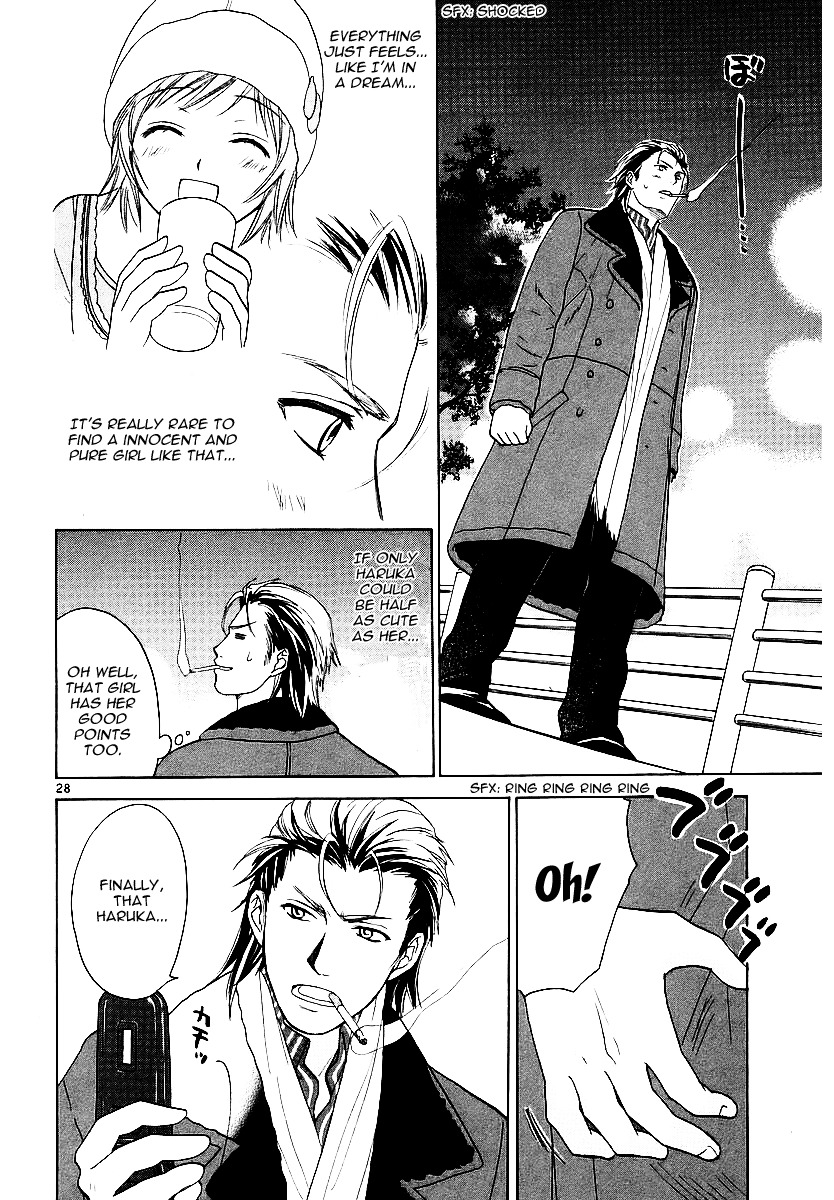 SFX: SHOCKED
ぼ
ー
…
EVERYTHING
JUST FEELS...
LIKE I'M IN
A DREAM...
IT'S REALLY RARE TO
FIND A INNOCENT AND
PURE GIRL LIKE THAT...
IF ONLY
HARUKA
COULD
BE HALF
AS CUTE
AS HER...
OH WELL,
THAT GIRL
HAS HER
GOOD
POINTS
TOO.
28
SFX: RING RING RING RING
ブブブブ
Oh!
FINALLY,
THAT
HARUKA...
カチッ